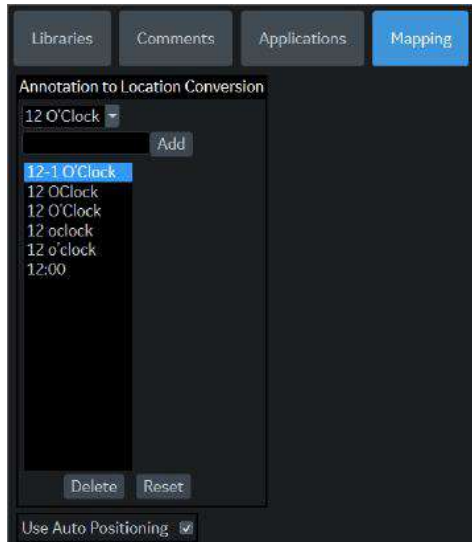 Libraries Comments Applications Mapping
Annotation to Location Conversion
12 O'Clock
Add
12-1 O'Clock
12 OClock
12 O'Clock
12 oclock
12 o'clock
12:00
Delete Reset
Use Auto Positioning